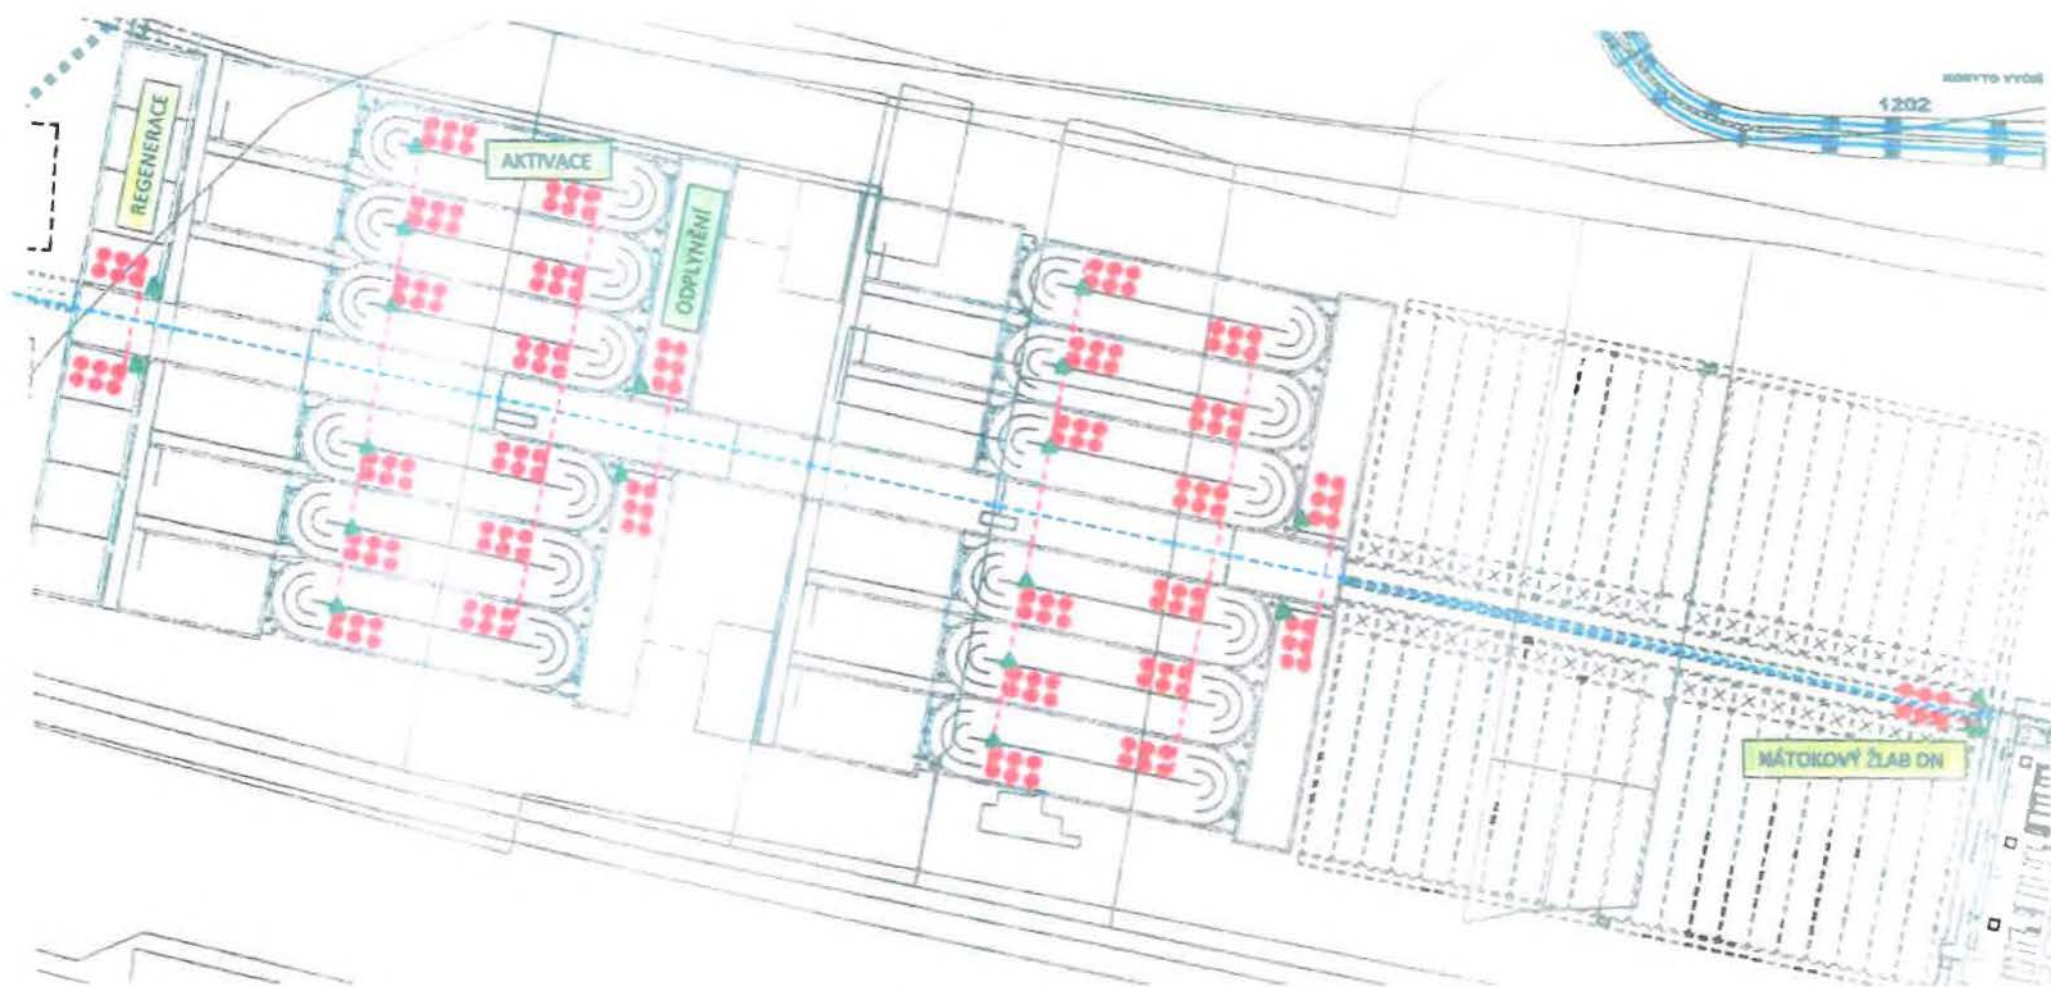 REGENERACE
AKTIVACE
ODPLYNĚNÍ
1202
NÁTOKOVÝ ŽLAB DN